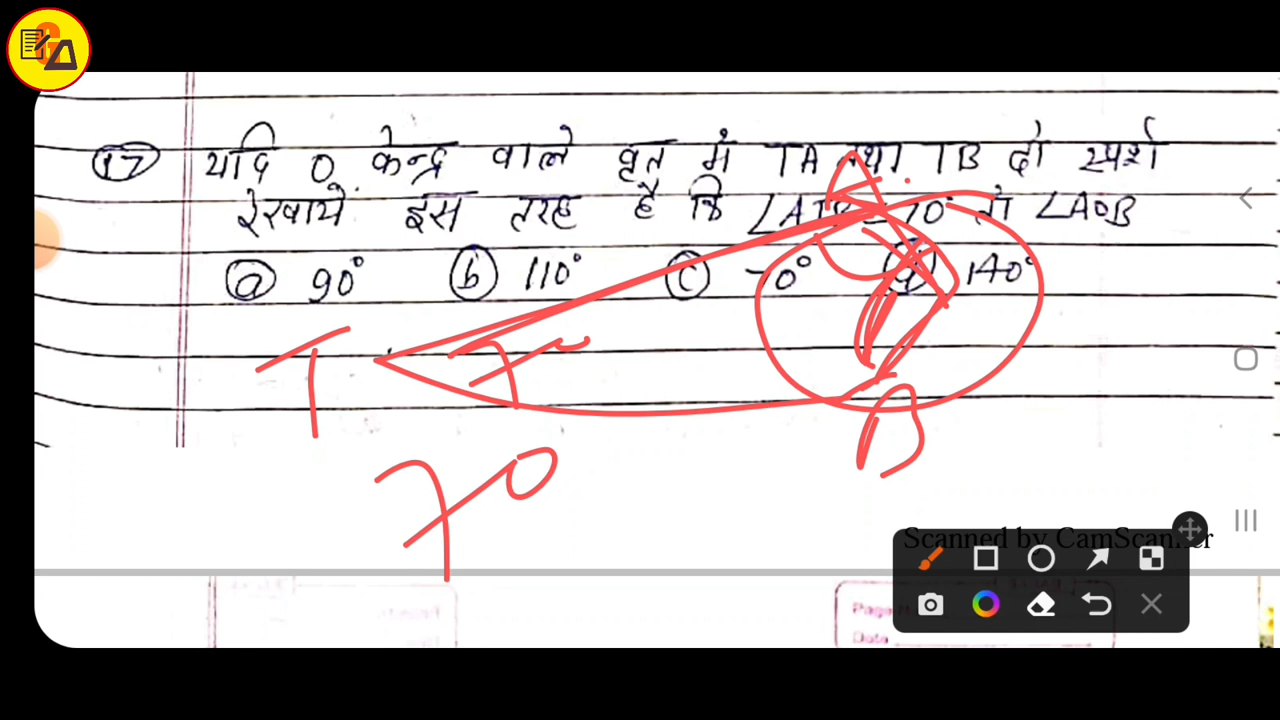 (17) यदि O केन्द्र वाले वृत में TA तथा TB दो स्पर्श
रेखायें इस तरह है कि ∠ATB = 70° तो ∠AOB
(a) 90° (b) 110° (c) 70° (d) 140°
A
T
B
70
Scanned by CamScanner
Date